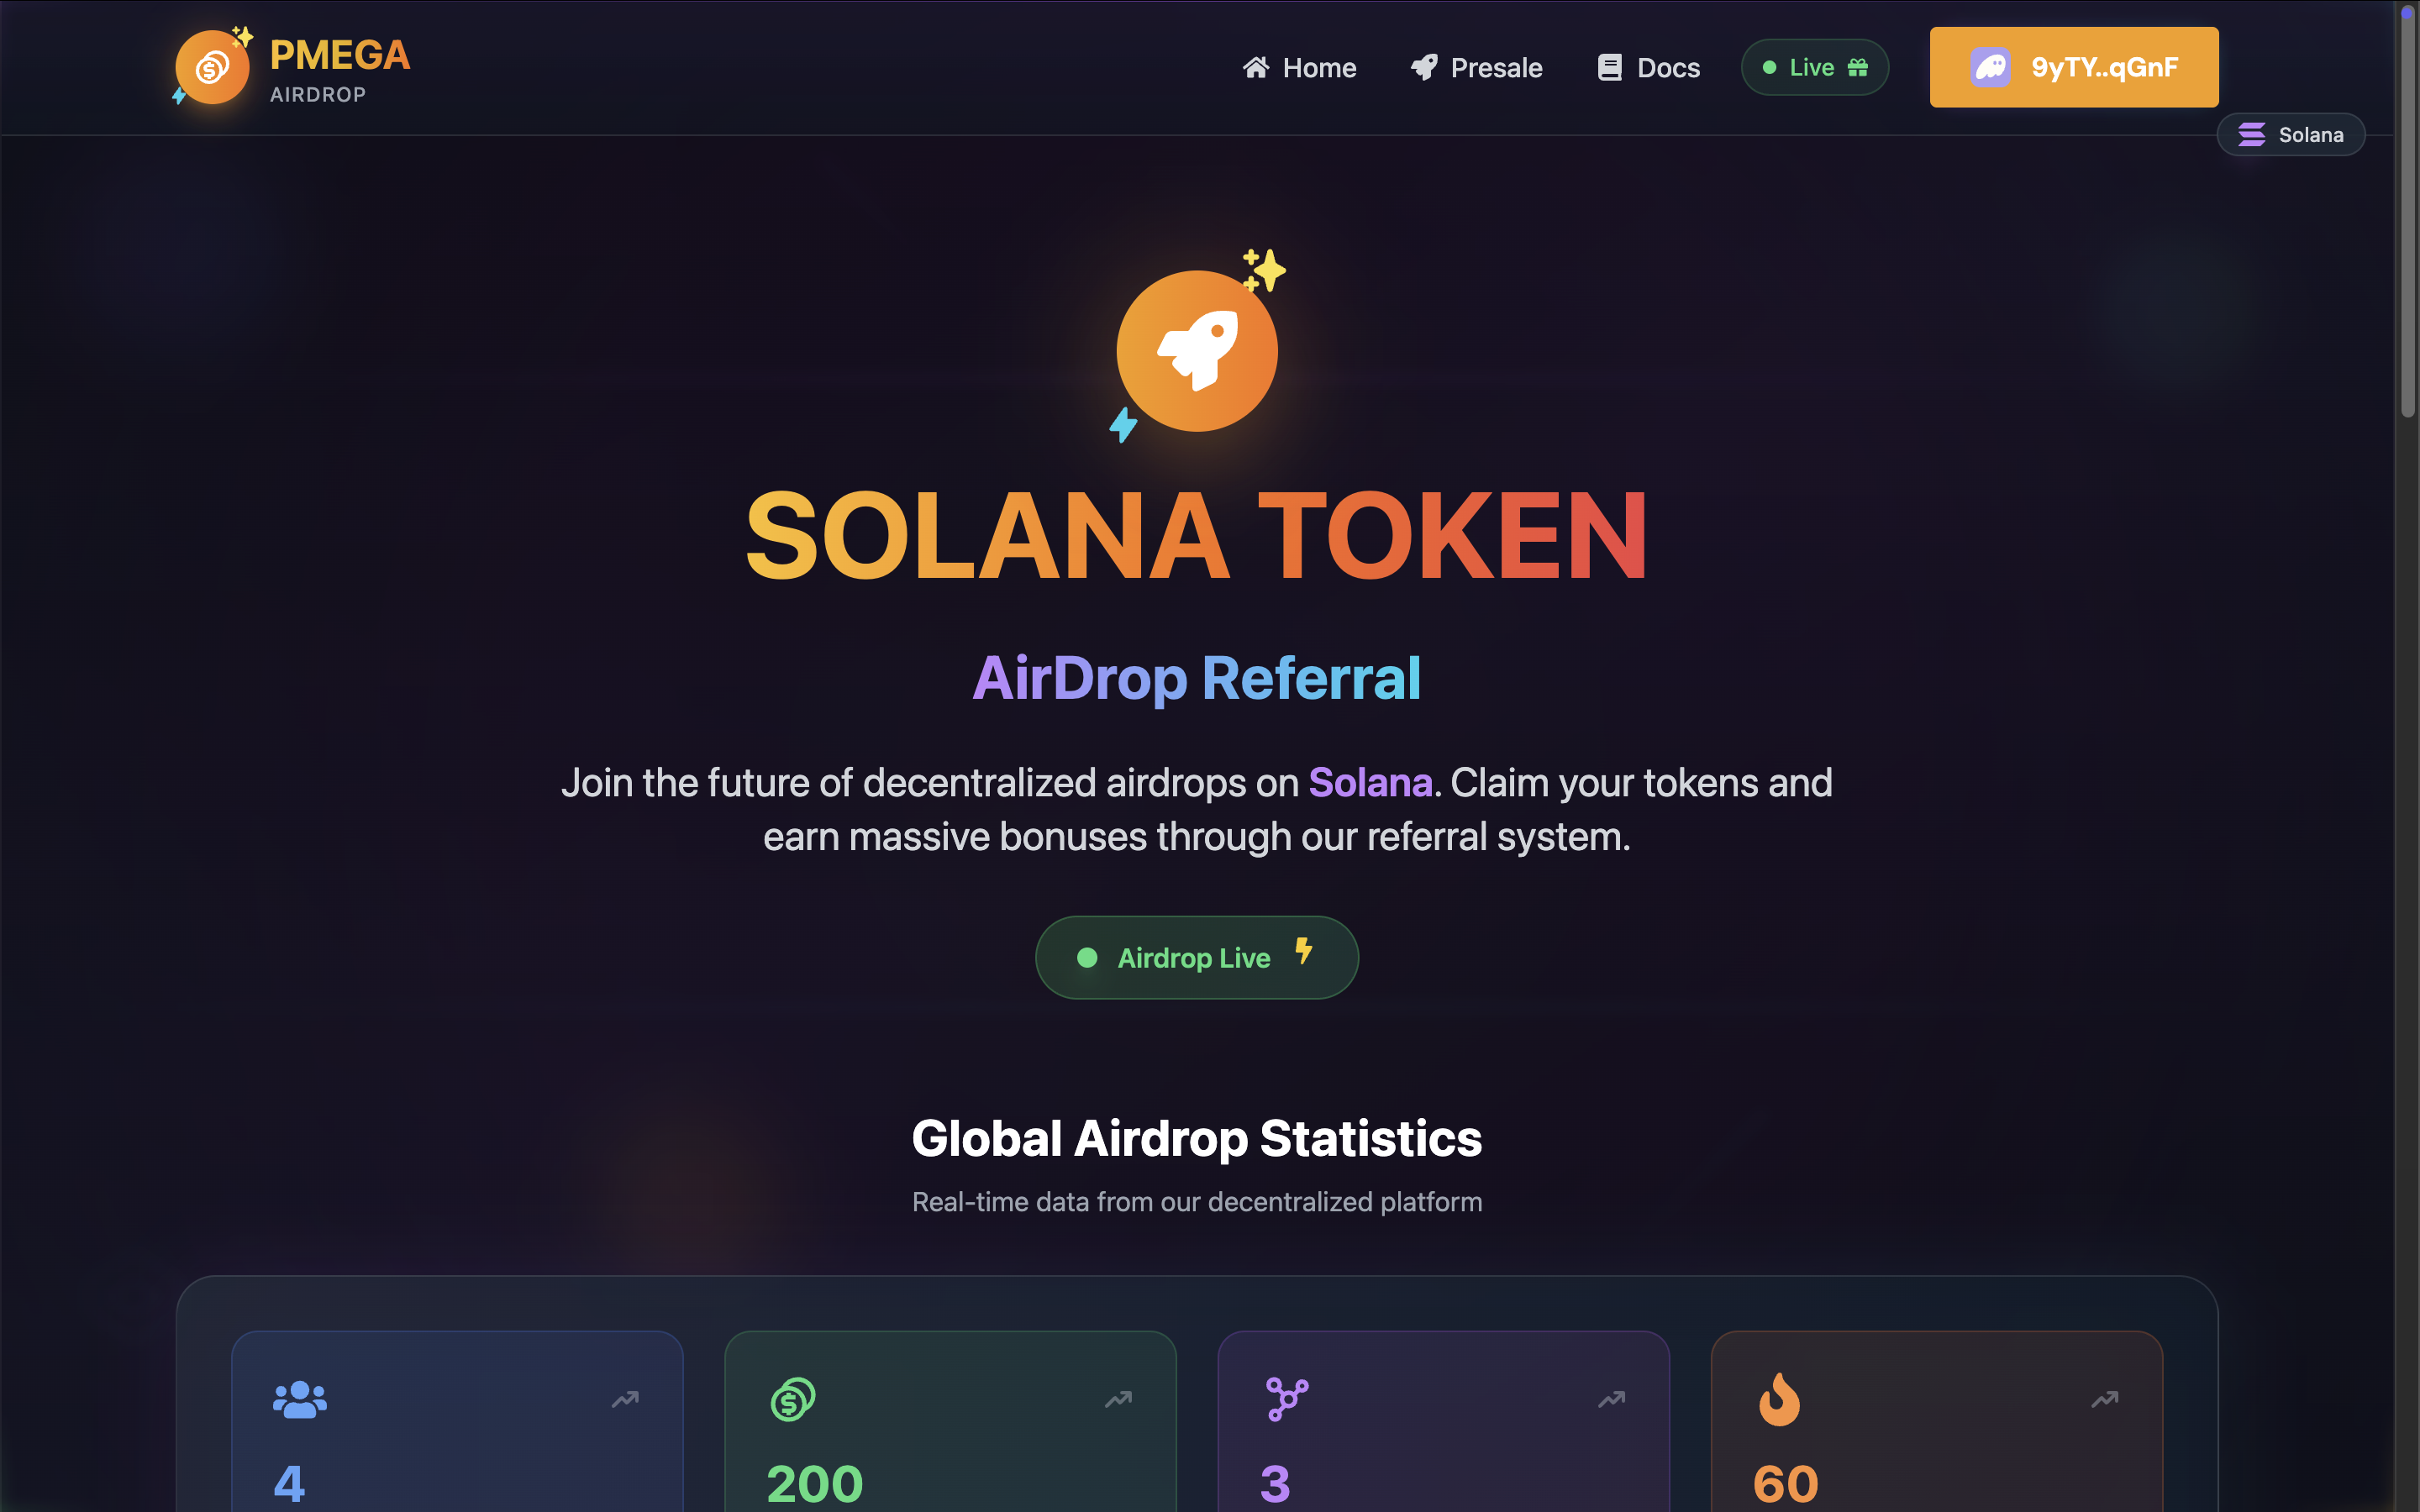 PMEGA
AIRDROP
Home
Presale
Docs
Live
9yTY..qGnF
Solana
SOLANA TOKEN
AirDrop Referral
Join the future of decentralized airdrops on Solana. Claim your tokens and
earn massive bonuses through our referral system.
Airdrop Live
Global Airdrop Statistics
Real-time data from our decentralized platform
4
200
3
60